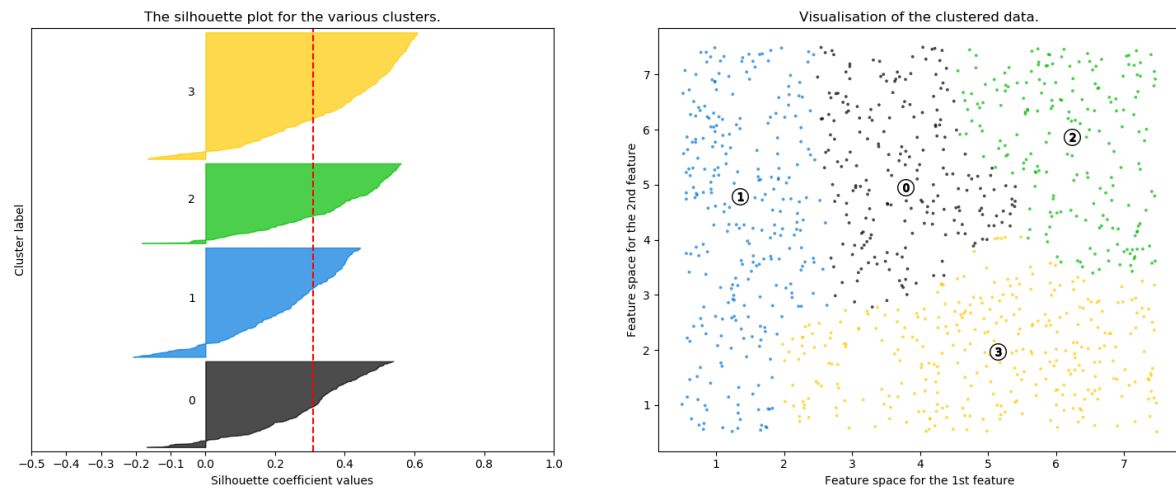 The silhouette plot for the various clusters.
Cluster label
3
2
1
0
-0.5 -0.4 -0.3 -0.2 -0.1 0.0 0.2 0.4 0.6 0.8 1.0
Silhouette coefficient values
Visualisation of the clustered data.
Feature space for the 2nd feature
7
6
5
4
3
2
1
2
0
1
3
1 2 3 4 5 6 7
Feature space for the 1st feature